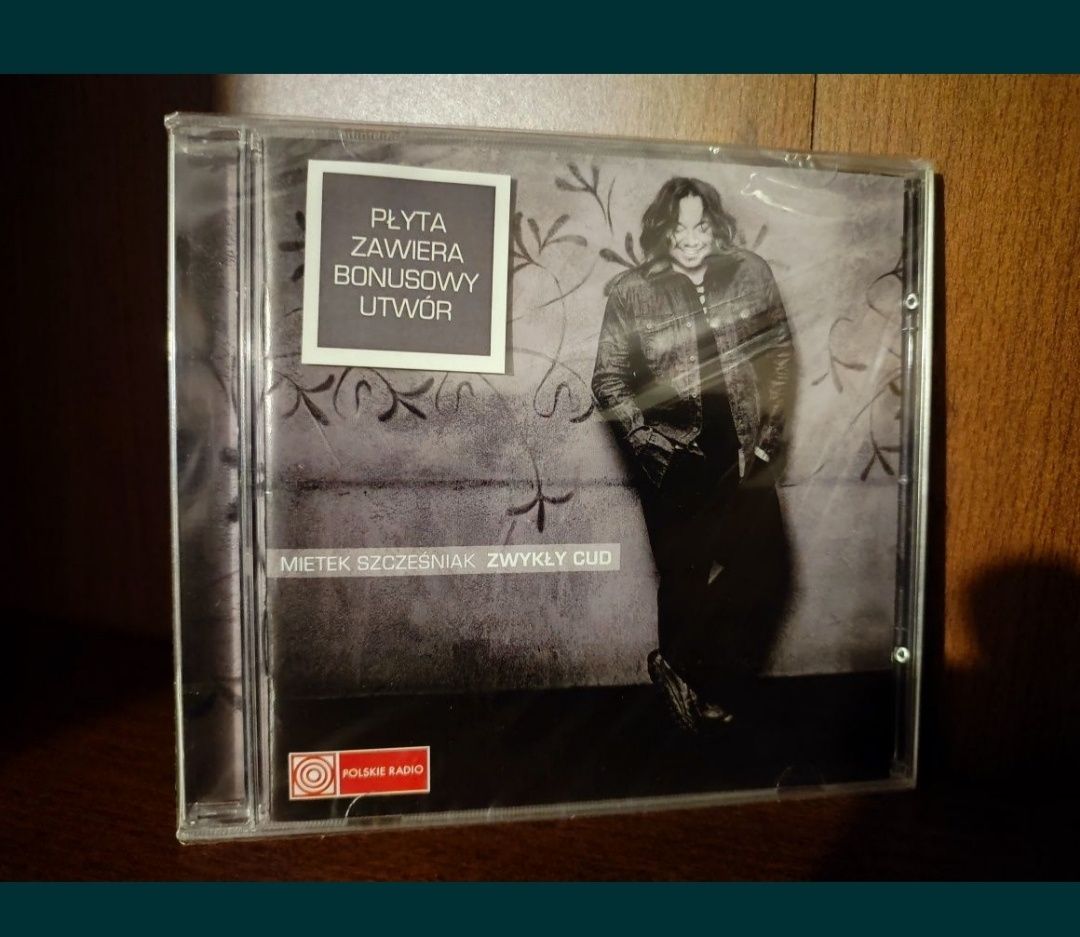 PŁYTA
ZAWIERA
BONUSOWY
UTWÓR
MIETEK SZCZEŚNIAK ZWYKŁY CUD
POLSKIE RADIO